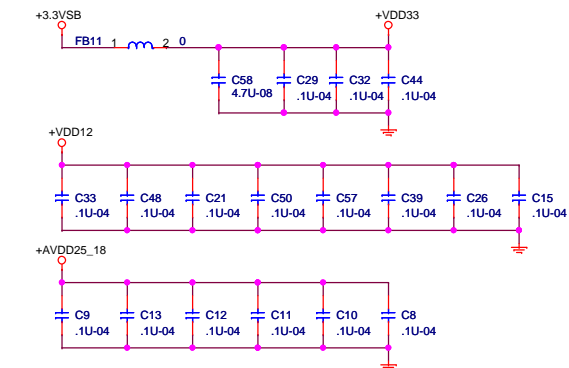 +3.3VSB
+VDD33
FB11 1 2 0
C58 C29 C32 C44
4.7U-08 .1U-04 .1U-04 .1U-04
+VDD12
C33 C48 C21 C50 C57 C39 C26 C15
.1U-04 .1U-04 .1U-04 .1U-04 .1U-04 .1U-04 .1U-04 .1U-04
+AVDD25_18
C9 C13 C12 C11 C10 C8
.1U-04 .1U-04 .1U-04 .1U-04 .1U-04 .1U-04